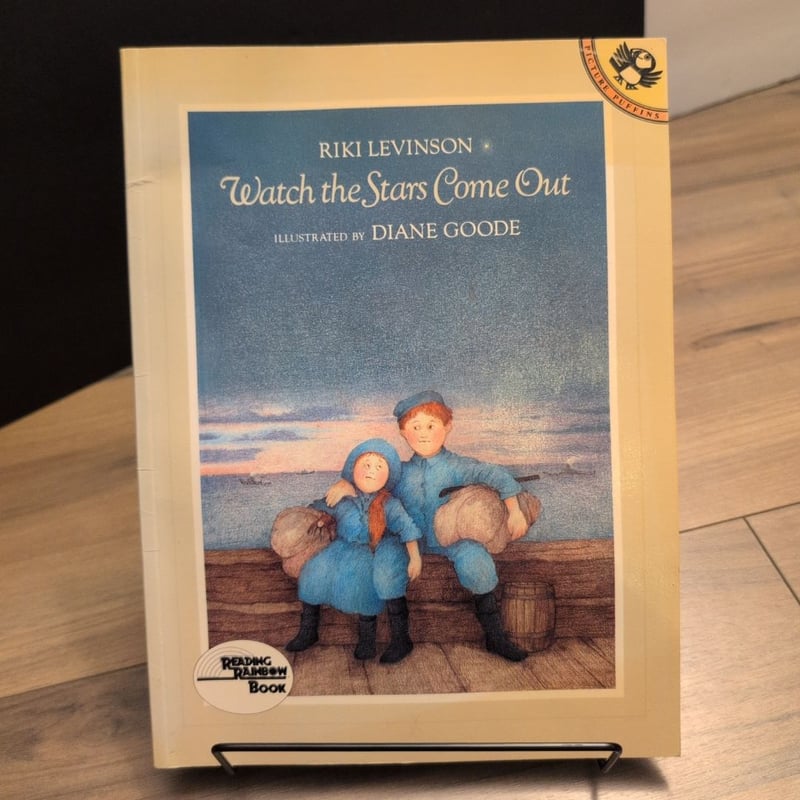 PICTURE PUFFINS
RIKI LEVINSON
Watch the Stars Come Out
ILLUSTRATED BY DIANE GOODE
READING
RAINBOW
BOOK